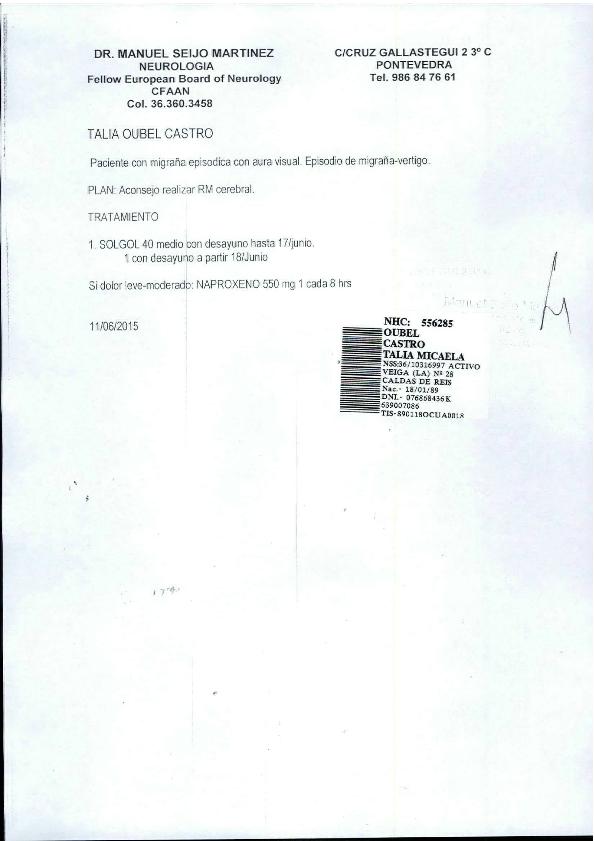 DR. MANUEL SEIJO MARTINEZ
NEUROLOGIA
Fellow European Board of Neurology
CFAAN
Col. 36.360.3458
C/CRUZ GALLASTEGUI 2 3º C
PONTEVEDRA
Tel. 986 84 76 61
TALIA OUBEL CASTRO
Paciente con migraña episodica con aura visual. Episodio de migraña-vertigo.
PLAN: Aconsejo realizar RM cerebral.
TRATAMIENTO
1. SOLGOL 40 medio con desayuno hasta 17/junio.
1 con desayuno a partir 18/Junio
Si dolor leve-moderado: NAPROXENO 550 mg 1 cada 8 hrs
11/06/2015
NHC: 556285
OUBEL
CASTRO
TALIA MICAELA
NSS:36/10316997 ACTIVO
VEIGA (LA) Nº 28
CALDAS DE REIS
Nac.- 18/01/89
DNI.- 076868436K
639007086
TIS-890118OCUA0018